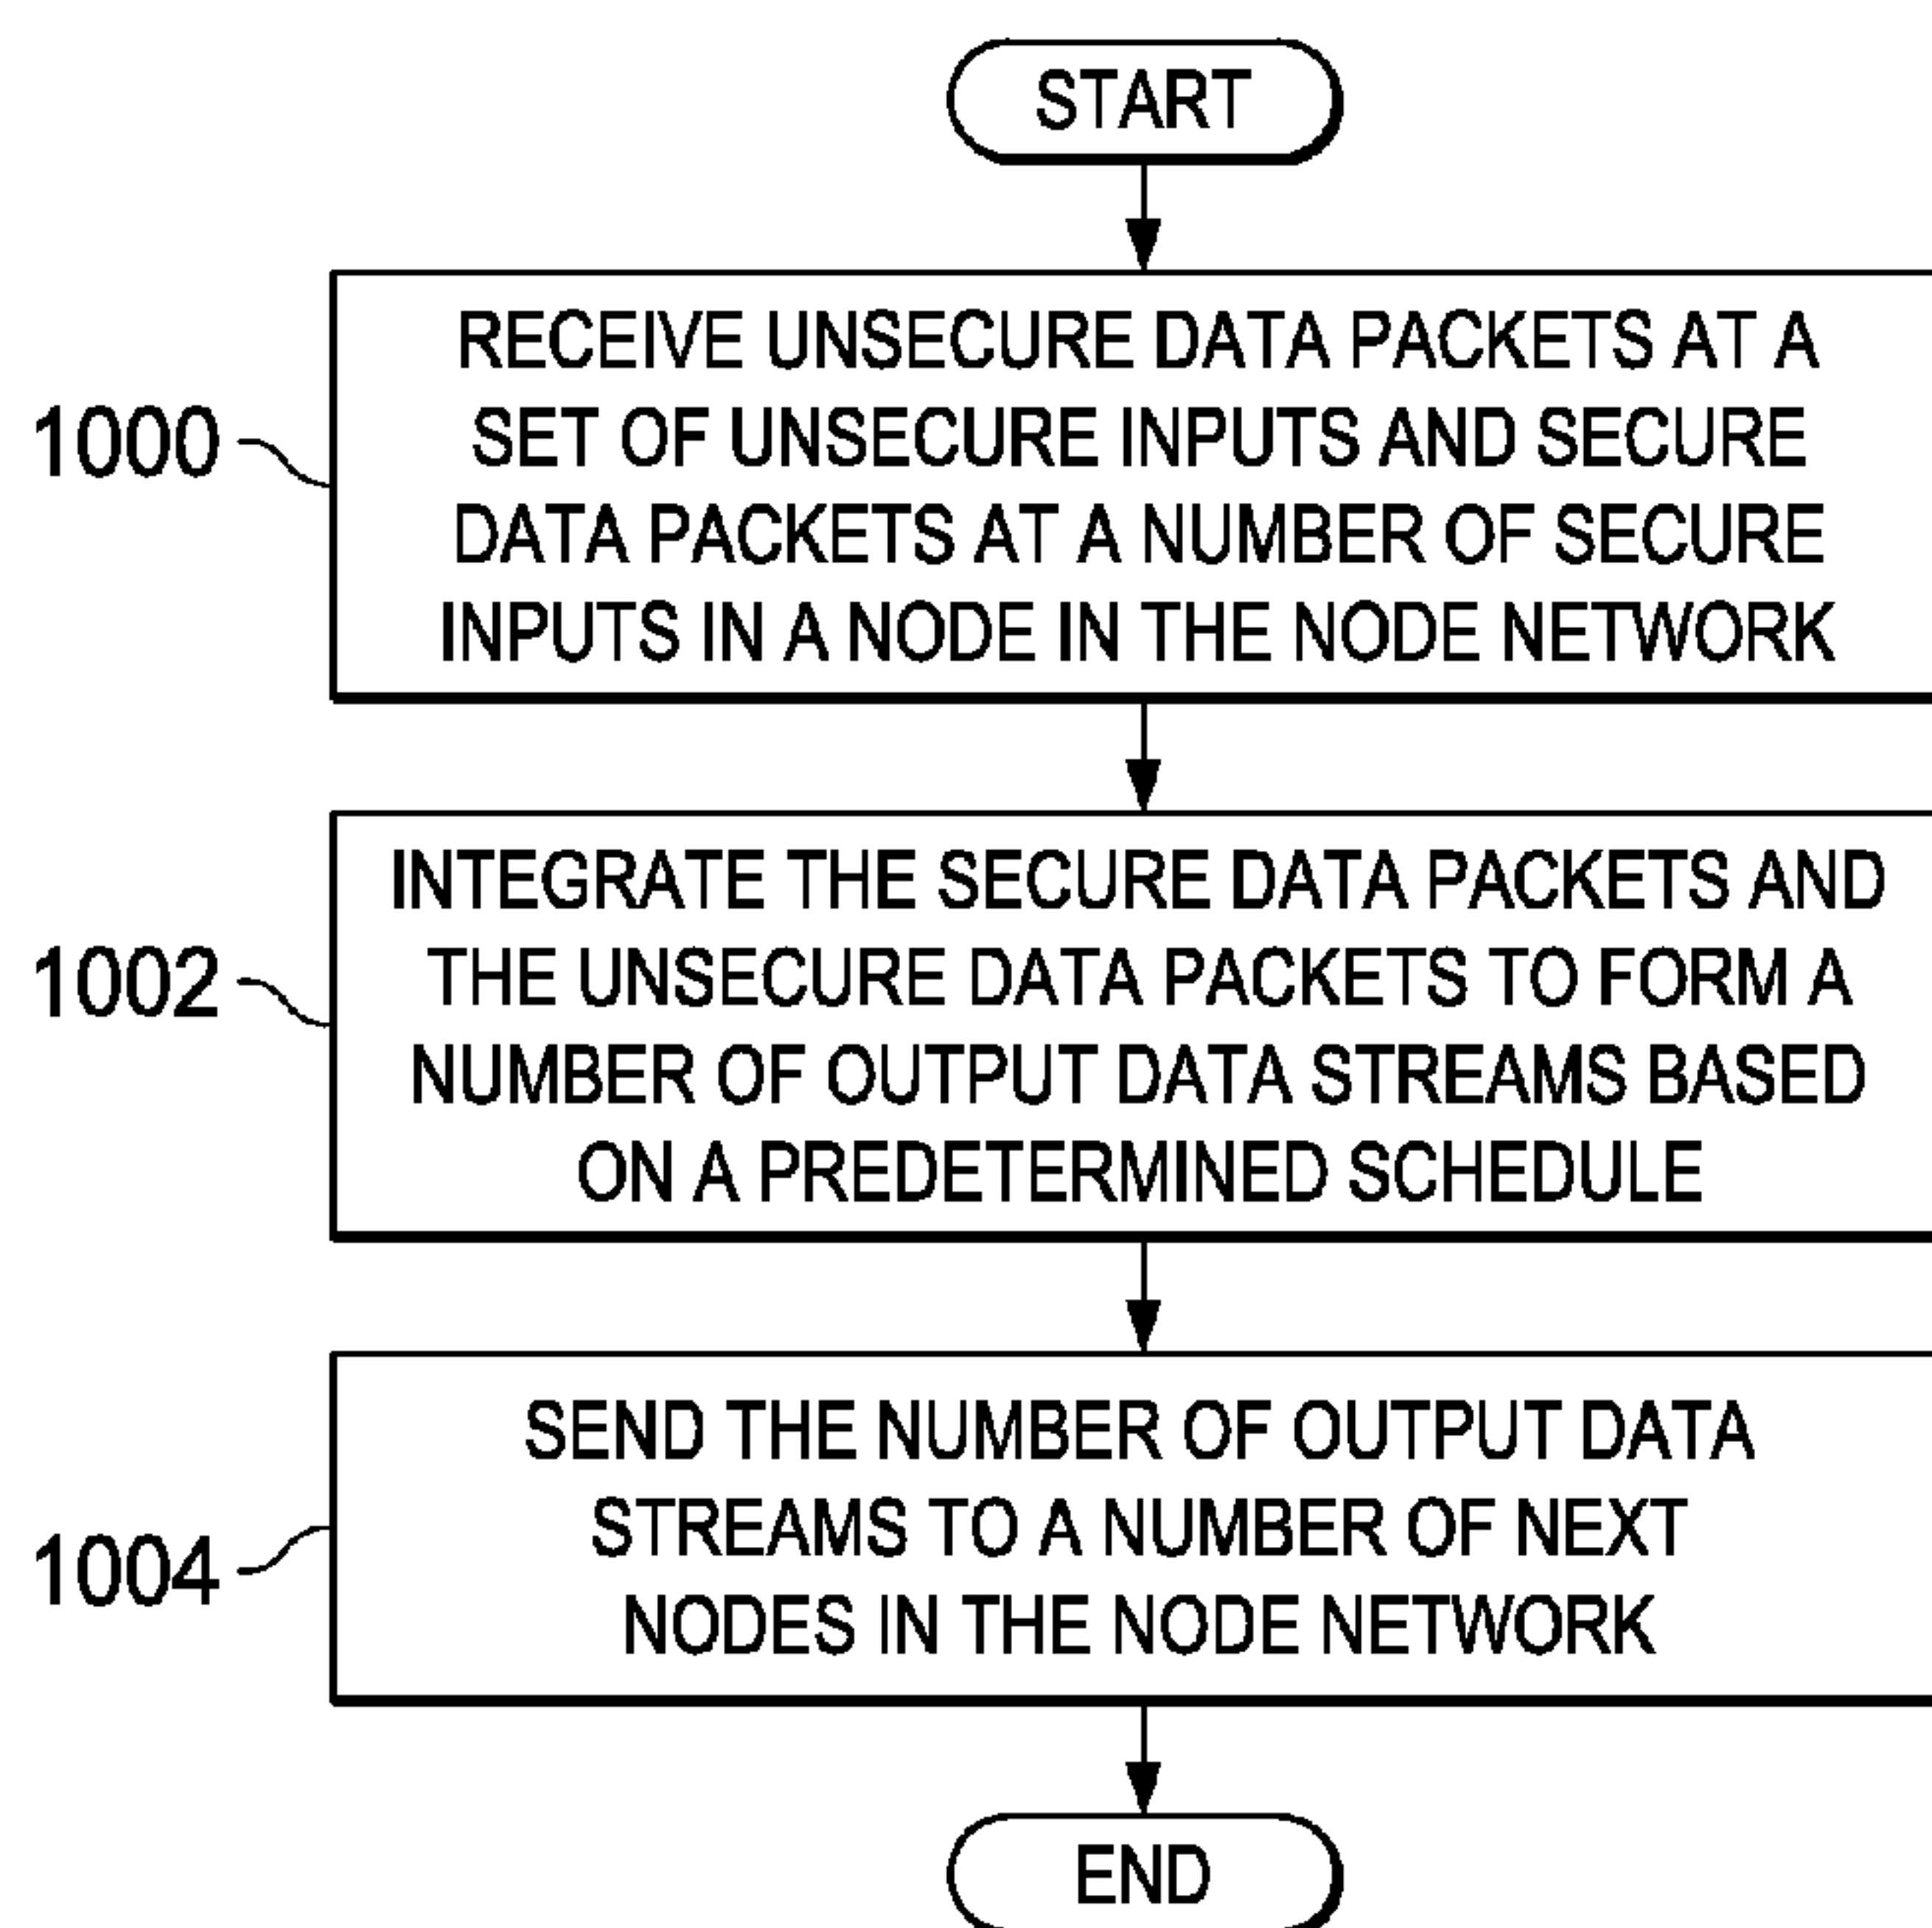 START
1000
RECEIVE UNSECURE DATA PACKETS AT A
SET OF UNSECURE INPUTS AND SECURE
DATA PACKETS AT A NUMBER OF SECURE
INPUTS IN A NODE IN THE NODE NETWORK
1002
INTEGRATE THE SECURE DATA PACKETS AND
THE UNSECURE DATA PACKETS TO FORM A
NUMBER OF OUTPUT DATA STREAMS BASED
ON A PREDETERMINED SCHEDULE
1004
SEND THE NUMBER OF OUTPUT DATA
STREAMS TO A NUMBER OF NEXT
NODES IN THE NODE NETWORK
END